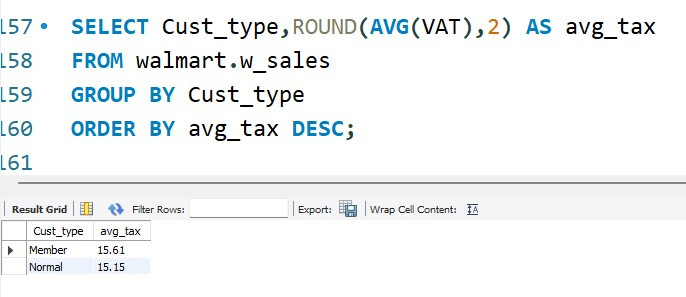 157 SELECT Cust_type,ROUND(AVG(VAT),2) AS avg_tax
158 FROM walmart.w_sales
159 GROUP BY Cust_type
160 ORDER BY avg_tax DESC;
161
Result Grid Filter Rows: Export: Wrap Cell Content:
Cust_type avg_tax
Member 15.61
Normal 15.15